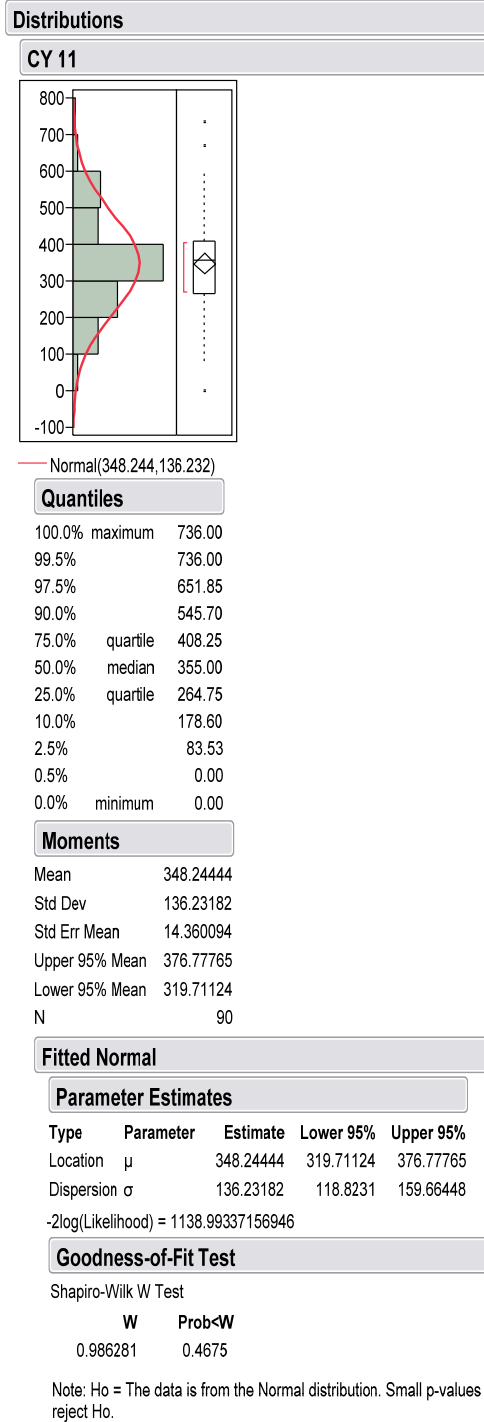 Distributions
CY 11
800
700
600
500
400
300
200
100
0
-100
Normal(348.244,136.232)
Quantiles
100.0% maximum 736.00
99.5% 736.00
97.5% 651.85
90.0% 545.70
75.0% quartile 408.25
50.0% median 355.00
25.0% quartile 264.75
10.0% 178.60
2.5% 83.53
0.5% 0.00
0.0% minimum 0.00
Moments
Mean 348.24444
Std Dev 136.23182
Std Err Mean 14.360094
Upper 95% Mean 376.77765
Lower 95% Mean 319.71124
N 90
Fitted Normal
Parameter Estimates
Type Parameter Estimate Lower 95% Upper 95%
Location μ 348.24444 319.71124 376.77765
Dispersion σ 136.23182 118.8231 159.66448
-2log(Likelihood) = 1138.99337156946
Goodness-of-Fit Test
Shapiro-Wilk W Test
W Prob<W
0.986281 0.4675
Note: Ho = The data is from the Normal distribution. Small p-values
reject Ho.